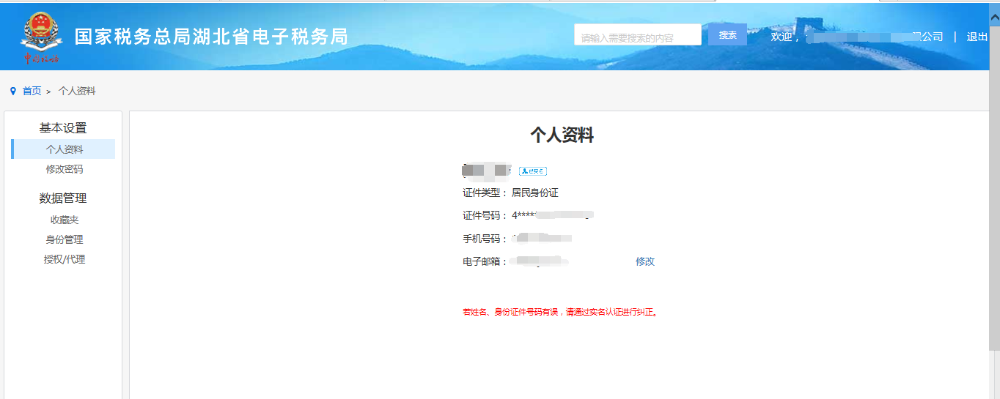 国家税务总局湖北省电子税务局
请输入需要搜索的内容
搜索
欢迎，
公司 | 退出
中国税务
首页 > 个人资料
基本设置
个人资料
修改密码
数据管理
收藏夹
身份管理
授权/代理
个人资料
已实名
证件类型： 居民身份证
证件号码： 4****
手机号码：
电子邮箱：
修改
若姓名、身份证件号码有误，请通过实名认证进行纠正。